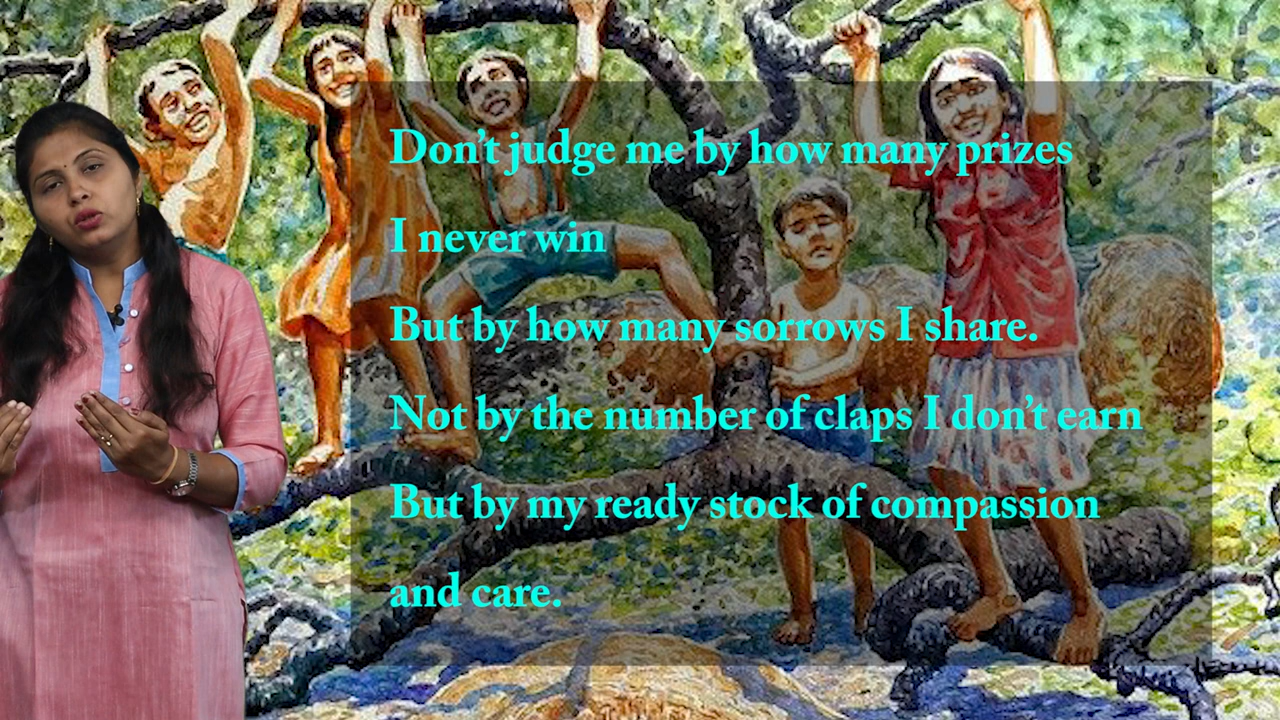 Don’t judge me by how many prizes
I never win
But by how many sorrows I share.
Not by the number of claps I don’t earn
But by my ready stock of compassion
and care.